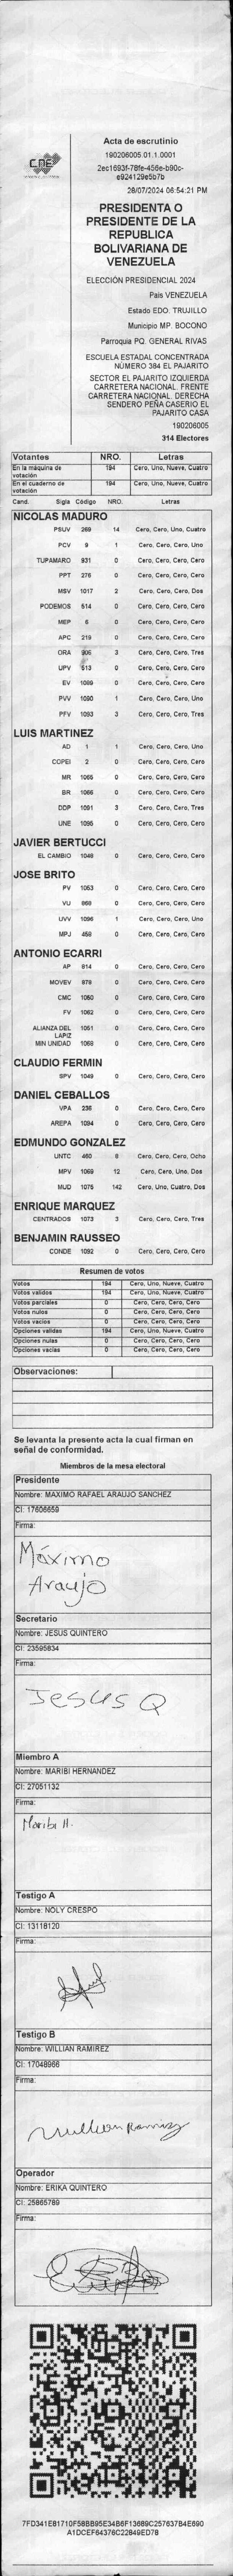 Acta de escrutinio
190206005.01.1.0001
2ec1693f-78fe-456e-b90c-
e924129e5b7b
CNE
28/07/2024 06:54:21 PM
PRESIDENTA O
PRESIDENTE DE LA
REPUBLICA
BOLIVARIANA DE
VENEZUELA
ELECCIÓN PRESIDENCIAL 2024
Pais VENEZUELA
Estado EDO. TRUJILLO
Municipio MP. BOCONO
Parroquia PQ. GENERAL RIVAS
ESCUELA ESTADAL CONCENTRADA
NÚMERO 384 EL PAJARITO
SECTOR EL PAJARITO IZQUIERDA
CARRETERA NACIONAL. FRENTE
CARRETERA NACIONAL. DERECHA
SENDERO PEÑA CASERIO EL
PAJARITO CASA
190206005
314 Electores
Votantes NRO. Letras
En la máquina de votación 194 Cero, Uno, Nueve, Cuatro
En el cuaderno de votación 194 Cero, Uno, Nueve, Cuatro
Cand. Sigla Código NRO. Letras
NICOLAS MADURO
PSUV 269 14 Cero, Cero, Uno, Cuatro
PCV 9 1 Cero, Cero, Cero, Uno
TUPAMARO 931 0 Cero, Cero, Cero, Cero
PPT 276 0 Cero, Cero, Cero, Cero
MSV 1017 2 Cero, Cero, Cero, Dos
PODEMOS 514 0 Cero, Cero, Cero, Cero
MEP 6 0 Cero, Cero, Cero, Cero
APC 219 0 Cero, Cero, Cero, Cero
ORA 906 3 Cero, Cero, Cero, Tres
UPV 513 0 Cero, Cero, Cero, Cero
EV 1089 0 Cero, Cero, Cero, Cero
PVV 1090 1 Cero, Cero, Cero, Uno
PFV 1093 3 Cero, Cero, Cero, Tres
LUIS MARTINEZ
AD 1 1 Cero, Cero, Cero, Uno
COPEI 2 0 Cero, Cero, Cero, Cero
MR 1065 0 Cero, Cero, Cero, Cero
BR 1066 0 Cero, Cero, Cero, Cero
DDP 1091 3 Cero, Cero, Cero, Tres
UNE 1095 0 Cero, Cero, Cero, Cero
JAVIER BERTUCCI
EL CAMBIO 1048 0 Cero, Cero, Cero, Cero
JOSE BRITO
PV 1053 0 Cero, Cero, Cero, Cero
VU 868 0 Cero, Cero, Cero, Cero
UVV 1096 1 Cero, Cero, Cero, Uno
MPJ 458 0 Cero, Cero, Cero, Cero
ANTONIO ECARRI
AP 814 0 Cero, Cero, Cero, Cero
MOVEV 879 0 Cero, Cero, Cero, Cero
CMC 1050 0 Cero, Cero, Cero, Cero
FV 1062 0 Cero, Cero, Cero, Cero
ALIANZA DEL LAPIZ 1051 0 Cero, Cero, Cero, Cero
MIN UNIDAD 1069 0 Cero, Cero, Cero, Cero
CLAUDIO FERMIN
SPV 1049 0 Cero, Cero, Cero, Cero
DANIEL CEBALLOS
VPA 236 0 Cero, Cero, Cero, Cero
AREPA 1094 0 Cero, Cero, Cero, Cero
EDMUNDO GONZALEZ
UNTC 460 8 Cero, Cero, Cero, Ocho
MPV 1069 12 Cero, Cero, Uno, Dos
MUD 1075 142 Cero, Uno, Cuatro, Dos
ENRIQUE MARQUEZ
CENTRADOS 1073 3 Cero, Cero, Cero, Tres
BENJAMIN RAUSSEO
CONDE 1092 0 Cero, Cero, Cero, Cero
Resumen de votos
Votos 194 Cero, Uno, Nueve, Cuatro
Votos validos 194 Cero, Uno, Nueve, Cuatro
Votos parciales 0 Cero, Cero, Cero, Cero
Votos nulos 0 Cero, Cero, Cero, Cero
Votos vacios 0 Cero, Cero, Cero, Cero
Opciones validas 194 Cero, Uno, Nueve, Cuatro
Opciones nulas 0 Cero, Cero, Cero, Cero
Opciones vacias 0 Cero, Cero, Cero, Cero
Observaciones:
Se levanta la presente acta la cual firman en
señal de conformidad.
Miembros de la mesa electoral
Presidente
Nombre: MAXIMO RAFAEL ARAUJO SANCHEZ
CI: 17606659
Firma:
Máximo
Araujo
Secretario
Nombre: JESUS QUINTERO
CI: 23595834
Firma:
Jesus Q
Miembro A
Nombre: MARIBI HERNANDEZ
CI: 27051132
Firma:
Maribi H.
Testigo A
Nombre: NOLY CRESPO
CI: 13118120
Firma:
Testigo B
Nombre: WILLIAN RAMIREZ
CI: 17048966
Firma:
Willian Ramirez
Operador
Nombre: ERIKA QUINTERO
CI: 25865789
Firma:
7FD341E81710F58BB95E34B6F13689C257637B4E690
A1DCEF64376C22849ED78